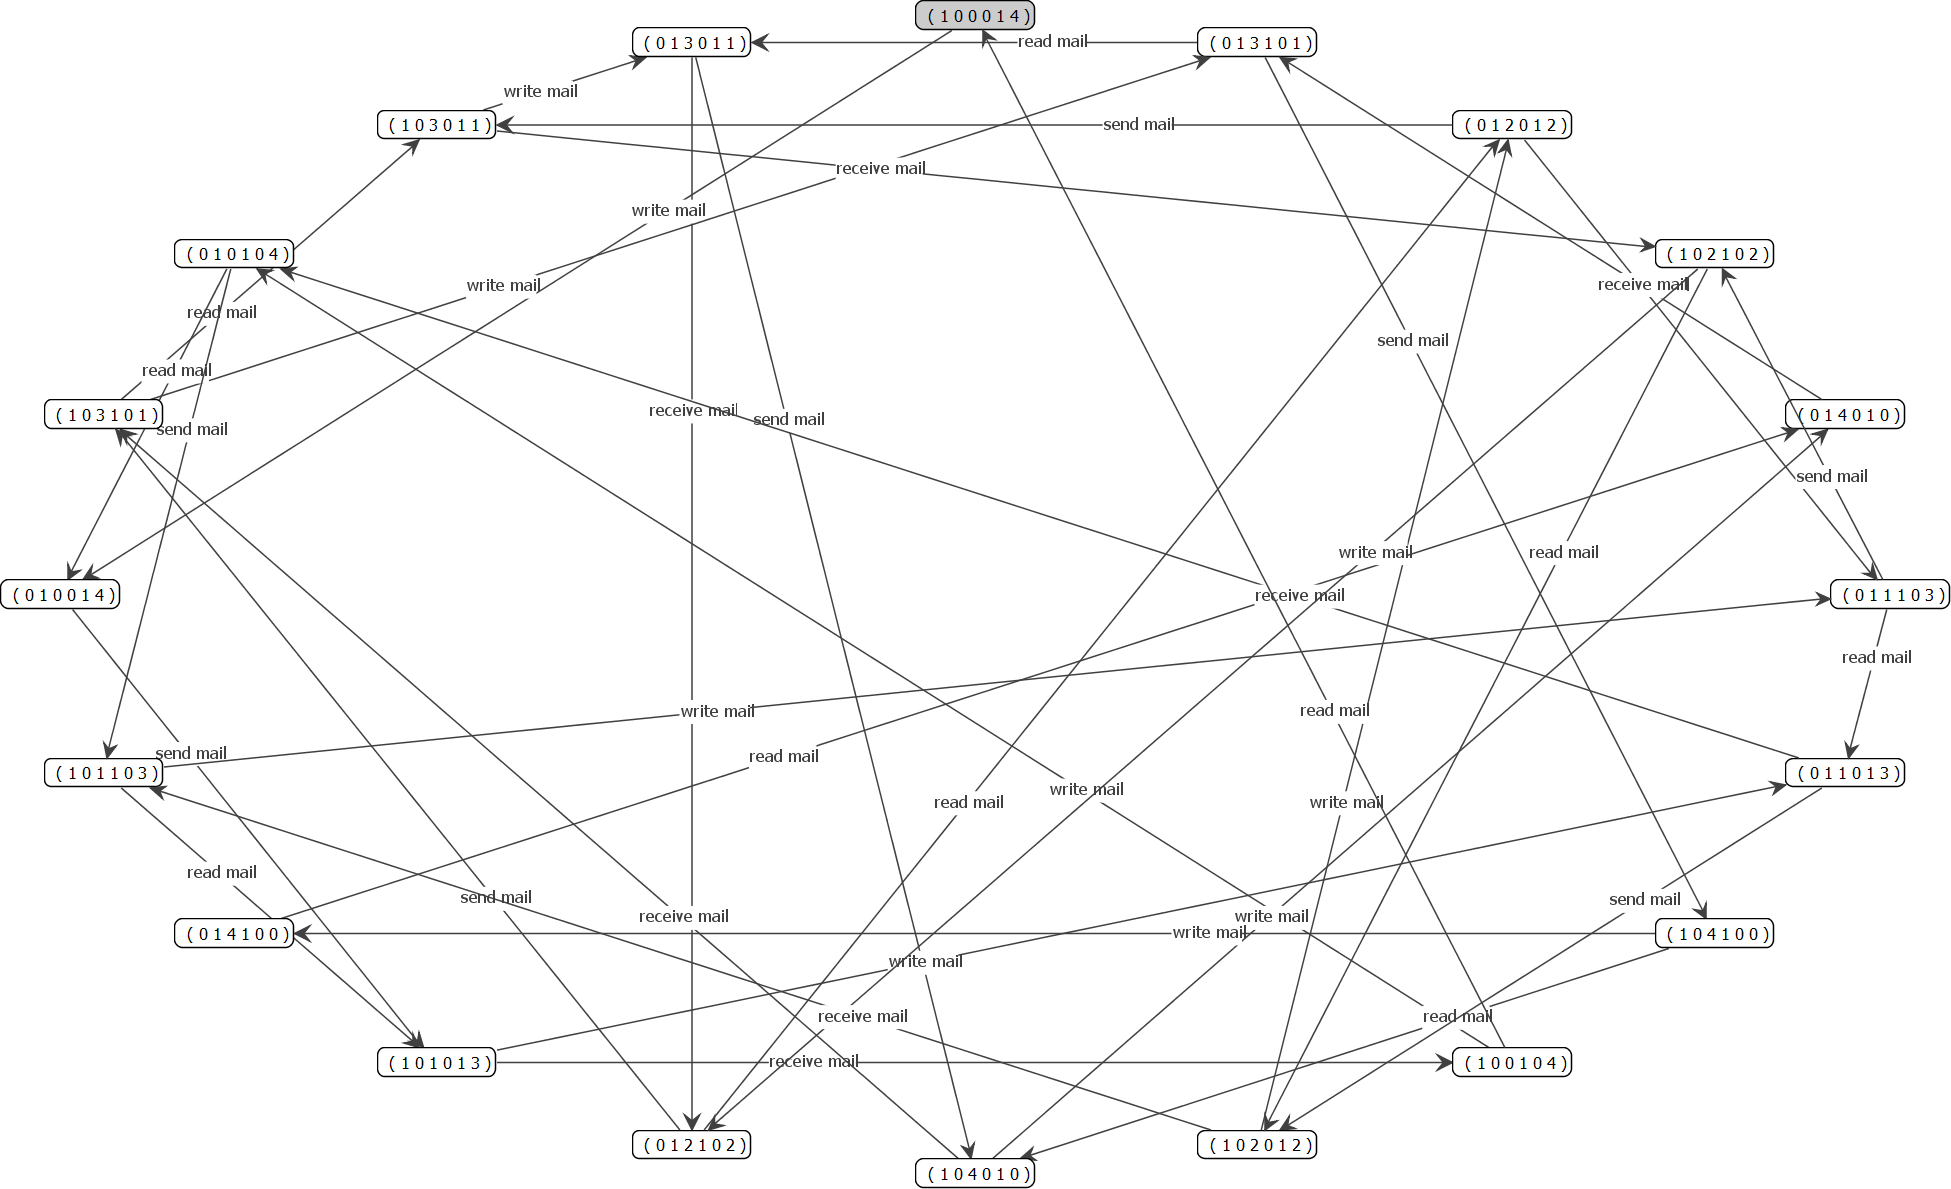 ( 1 0 0 0 1 4 )
( 0 1 3 0 1 1 )
read mail
( 0 1 3 1 0 1 )
write mail
( 1 0 3 0 1 1 )
send mail
( 0 1 2 0 1 2 )
receive mail
write mail
( 0 1 0 1 0 4 )
( 1 0 2 1 0 2 )
write mail
receive mail
read mail
send mail
read mail
( 1 0 3 1 0 1 )
receive mail
send mail
( 0 1 4 0 1 0 )
send mail
send mail
write mail
read mail
( 0 1 0 0 1 4 )
receive mail
( 0 1 1 1 0 3 )
read mail
write mail
read mail
send mail
read mail
( 1 0 1 1 0 3 )
( 0 1 1 0 1 3 )
write mail
read mail
write mail
read mail
send mail
send mail
receive mail
write mail
( 0 1 4 1 0 0 )
write mail
( 1 0 4 1 0 0 )
write mail
receive mail
read mail
( 1 0 1 0 1 3 )
receive mail
( 1 0 0 1 0 4 )
( 0 1 2 1 0 2 )
( 1 0 2 0 1 2 )
( 1 0 4 0 1 0 )